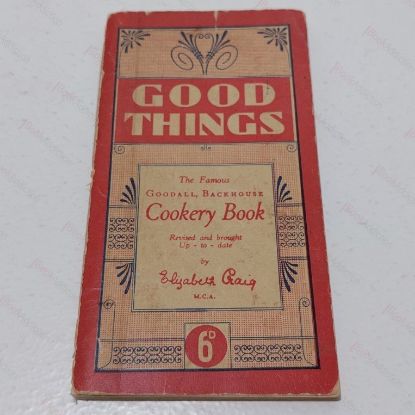 GOOD
THINGS
The Famous
GOODALL, BACKHOUSE
Cookery Book
Revised and brought
Up - to - date
by
Elizabeth Craig
M.C.A.
6D